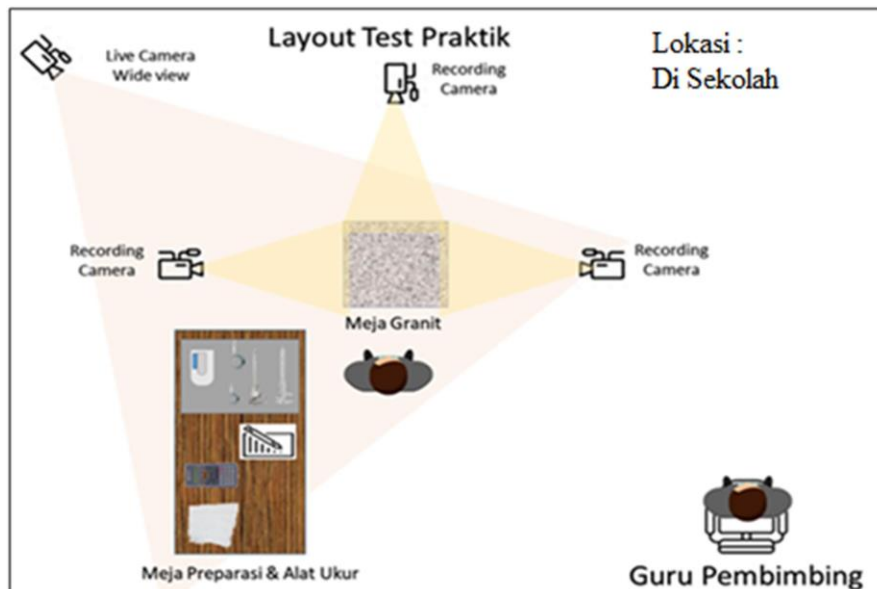 Layout Test Praktik
Lokasi :
Di Sekolah
Live Camera
Wide view
Recording
Camera
Recording
Camera
Recording
Camera
Meja Granit
Meja Preparasi & Alat Ukur
Guru Pembimbing